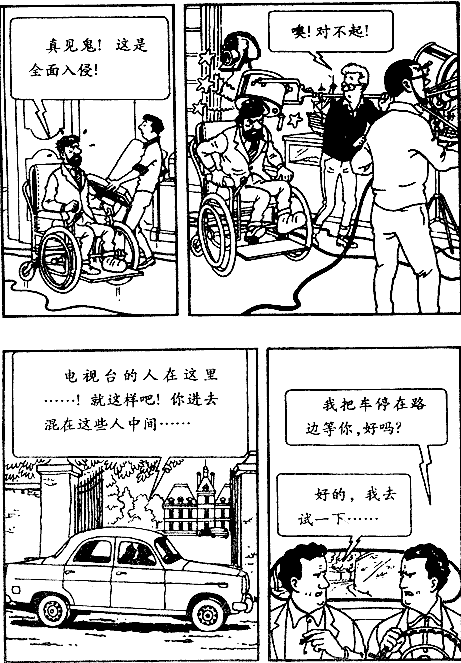 真见鬼！这是
全面入侵！
噢！对不起！
电视台的人在这里
……！就这样吧！你进去
混在这些人中间……
我把车停在路
边等你，好吗？
好的，我去
试一下……